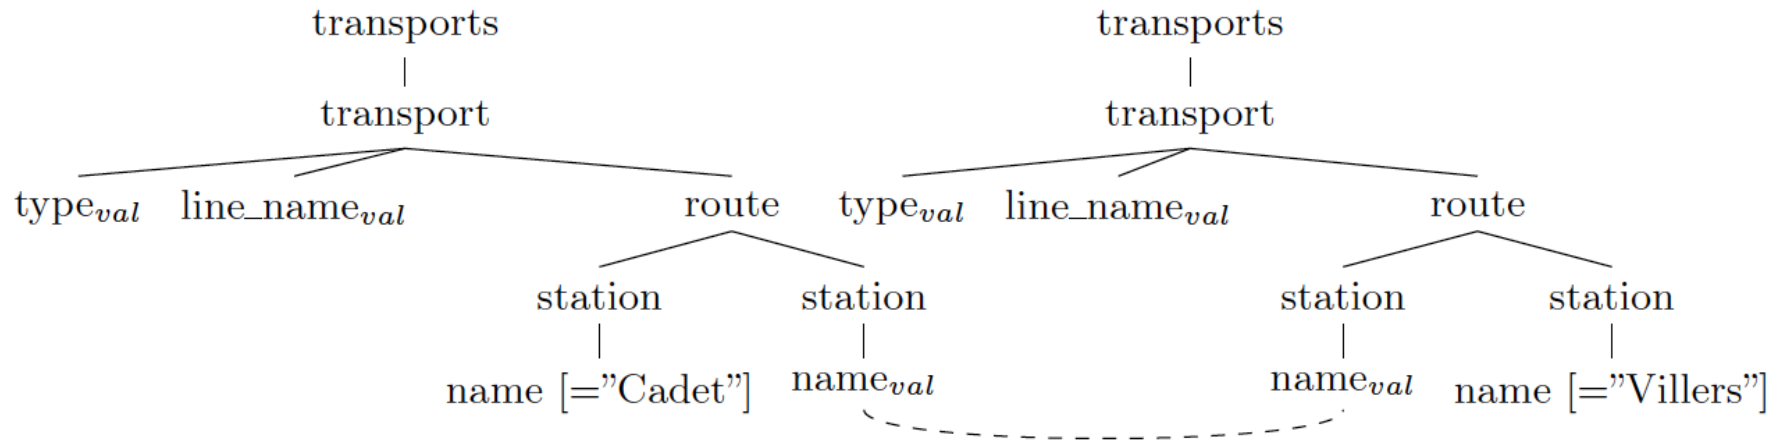 transports transports
transport transport
type_val line_name_val route type_val line_name_val route
station station station station
name [=”Cadet”] name_val name_val name [=”Villers”]